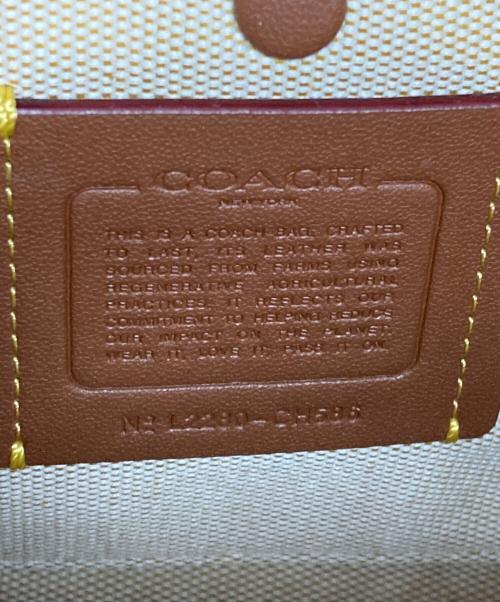 COACH
NEW YORK
THIS IS A COACH BAG, CRAFTED
TO LAST, ITS LEATHER WAS
SOURCED FROM FARMS USING
REGENERATIVE AGRICULTURAL
PRACTICES. IT REFLECTS OUR
COMMITMENT TO HELPING REDUCE
OUR IMPACT ON THE PLANET.
WEAR IT, LOVE IT, PASS IT ON.
Nº L2280-CH586